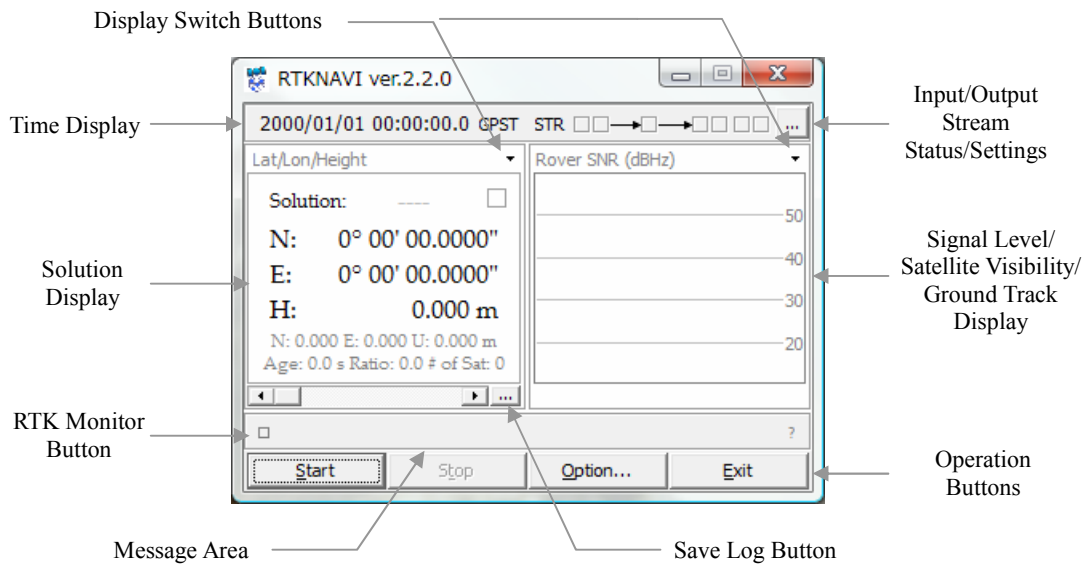 Display Switch Buttons
RTKNAVI ver.2.2.0
Time Display
2000/01/01 00:00:00.0 GPST STR ...
Input/Output
Stream
Status/Settings
Lat/Lon/Height
Rover SNR (dBHz)
Solution: ----
N: 0° 00' 00.0000"
E: 0° 00' 00.0000"
H: 0.000 m
N: 0.000 E: 0.000 U: 0.000 m
Age: 0.0 s Ratio: 0.0 # of Sat: 0
...
50
40
30
20
Solution
Display
Signal Level/
Satellite Visibility/
Ground Track
Display
RTK Monitor
Button
?
Start
Stop
Option...
Exit
Operation
Buttons
Message Area
Save Log Button